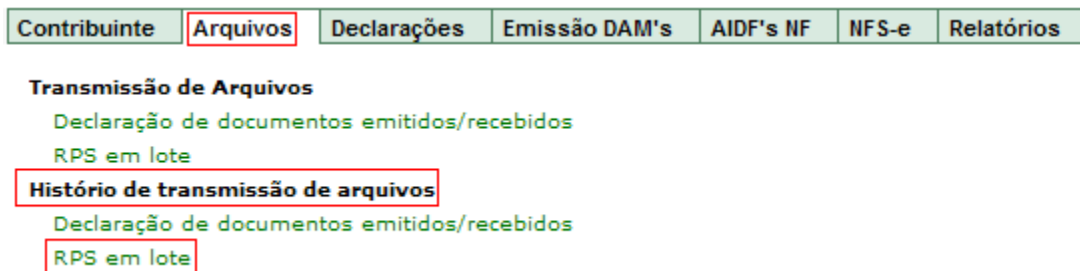 Contribuinte Arquivos Declarações Emissão DAM's AIDF's NF NFS-e Relatórios
Transmissão de Arquivos
Declaração de documentos emitidos/recebidos
RPS em lote
Histório de transmissão de arquivos
Declaração de documentos emitidos/recebidos
RPS em lote